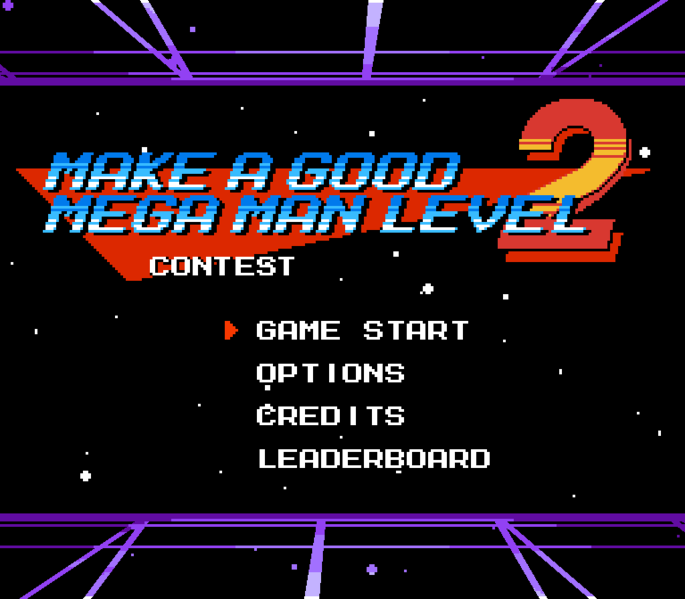 MAKE A GOOD
MEGA MAN LEVEL 2
CONTEST
GAME START
OPTIONS
CREDITS
LEADERBOARD